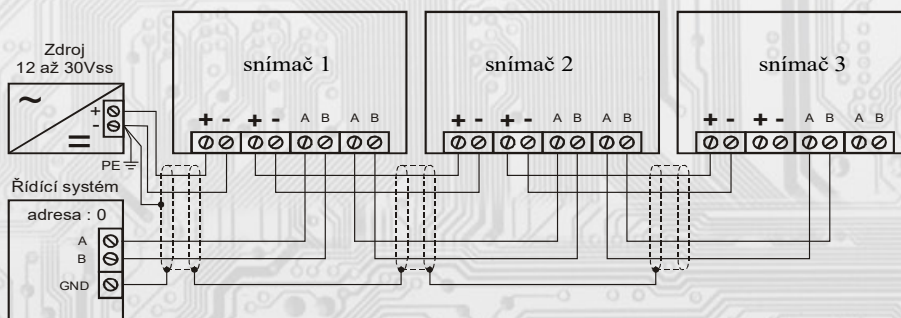 Zdroj
12 až 30Vss
~
=
+
-
PE
Řídící systém
adresa : 0
A
B
GND
snímač 1
+ - + - A B A B
snímač 2
+ - + - A B A B
snímač 3
+ - + - A B A B